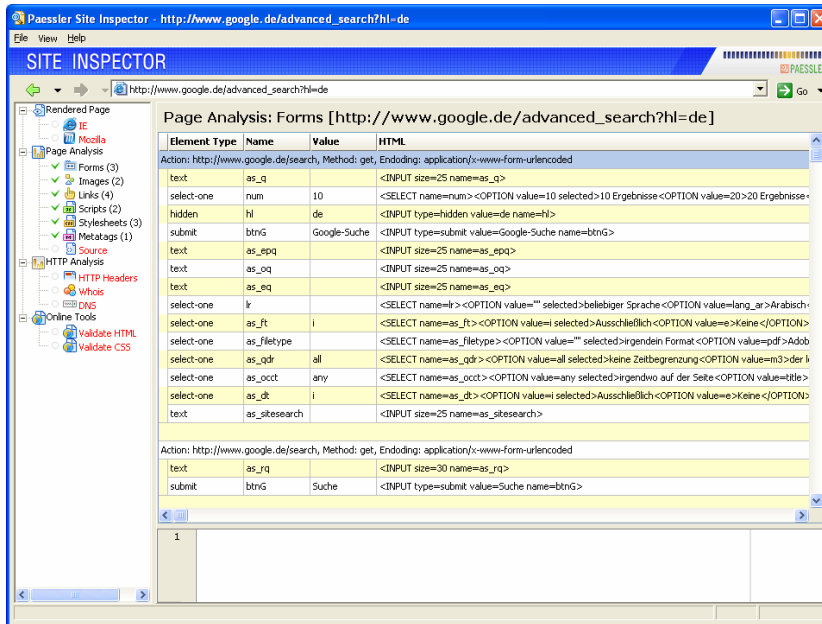 Paessler Site Inspector - http://www.google.de/advanced_search?hl=de
File View Help
SITE INSPECTOR
PAESSLE
http://www.google.de/advanced_search?hl=de
Go
Rendered Page
IE
Mozilla
Page Analysis
Forms (3)
Images (2)
Links (4)
Scripts (2)
Stylesheets (3)
Metatags (1)
Source
HTTP Analysis
HTTP Headers
Whois
DNS
Online Tools
Validate HTML
Validate CSS
Page Analysis: Forms [http://www.google.de/advanced_search?hl=de]
Element Type Name Value HTML
Action: http://www.google.de/search, Method: get, Endoding: application/x-www-form-urlencoded
text as_q <INPUT size=25 name=as_q>
select-one num 10 <SELECT name=num><OPTION value=10 selected>10 Ergebnisse<OPTION value=20>20 Ergebnisse<
hidden hl de <INPUT type=hidden value=de name=hl>
submit btnG Google-Suche <INPUT type=submit value=Google-Suche name=btnG>
text as_epq <INPUT size=25 name=as_epq>
text as_oq <INPUT size=25 name=as_oq>
text as_eq <INPUT size=25 name=as_eq>
select-one lr <SELECT name=lr><OPTION value="" selected>beliebiger Sprache<OPTION value=lang_ar>Arabisch<
select-one as_ft i <SELECT name=as_ft><OPTION value=i selected>Ausschließlich<OPTION value=e>Keine</OPTION>
select-one as_filetype <SELECT name=as_filetype><OPTION value="" selected>irgendein Format<OPTION value=pdf>Adob
select-one as_qdr all <SELECT name=as_qdr><OPTION value=all selected>keine Zeitbegrenzung<OPTION value=m3>der l
select-one as_occt any <SELECT name=as_occt><OPTION value=any selected>irgendwo auf der Seite<OPTION value=title>
select-one as_dt i <SELECT name=as_dt><OPTION value=i selected>Ausschließlich<OPTION value=e>Keine</OPTION>
text as_sitesearch <INPUT size=25 name=as_sitesearch>
Action: http://www.google.de/search, Method: get, Endoding: application/x-www-form-urlencoded
text as_rq <INPUT size=30 name=as_rq>
submit btnG Suche <INPUT type=submit value=Suche name=btnG>
1